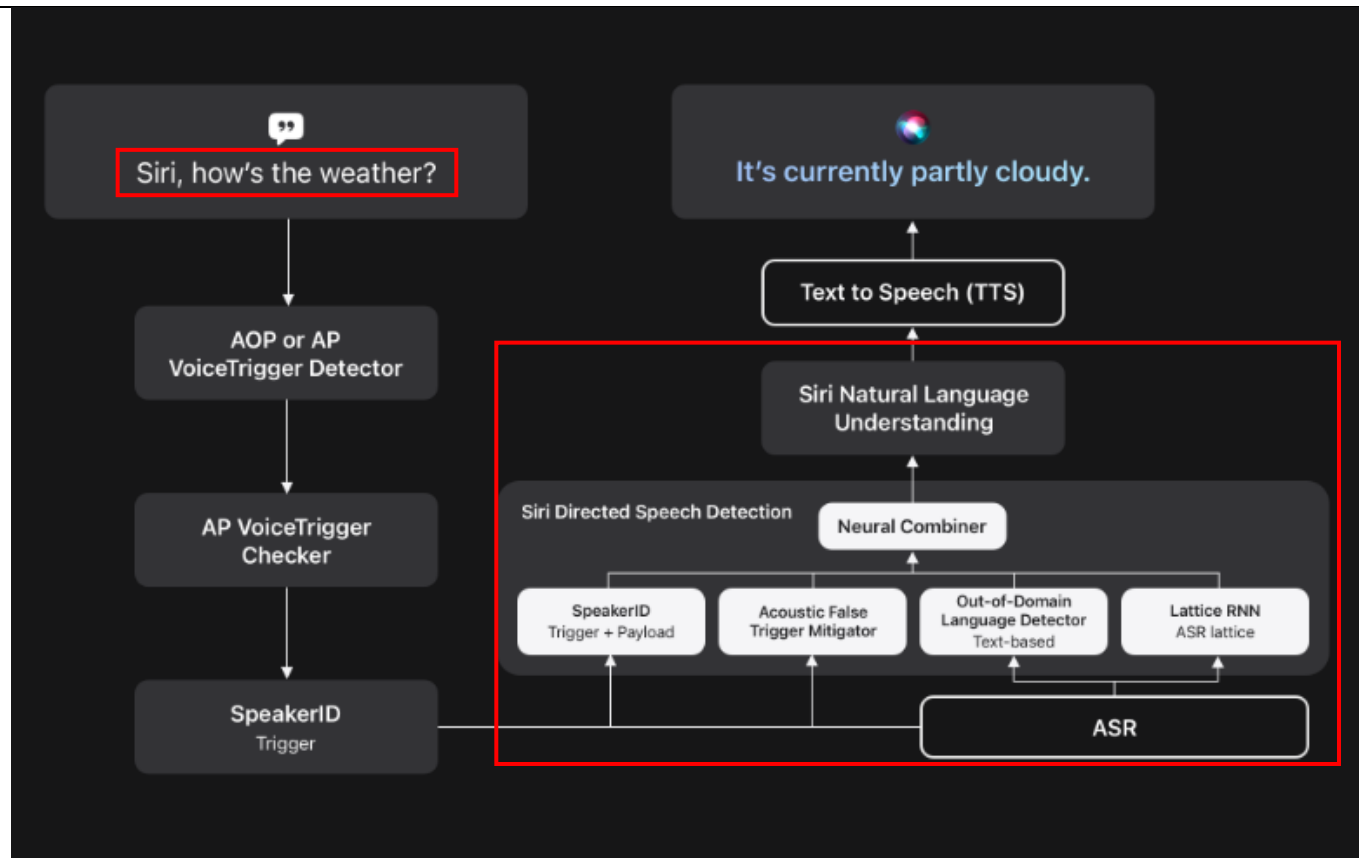 Siri, how's the weather?
AOP or AP
VoiceTrigger Detector
AP VoiceTrigger
Checker
SpeakerID
Trigger
It's currently partly cloudy.
Text to Speech (TTS)
Siri Natural Language
Understanding
Siri Directed Speech Detection
Neural Combiner
SpeakerID
Trigger + Payload
Acoustic False
Trigger Mitigator
Out-of-Domain
Language Detector
Text-based
Lattice RNN
ASR lattice
ASR